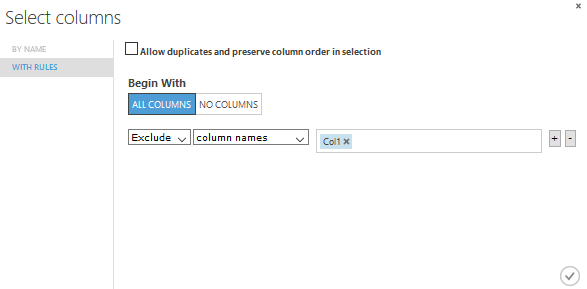 Select columns
BY NAME
WITH RULES
Allow duplicates and preserve column order in selection
Begin With
ALL COLUMNS NO COLUMNS
Exclude column names Col1 × + -